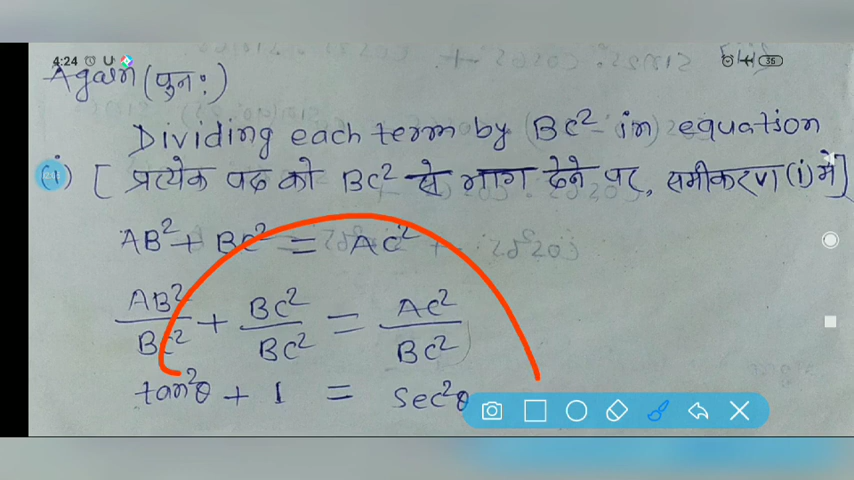 4:24
35
Again (पुनः)
Dividing each term by BC² in equation
(i) [ प्रत्येक पद को BC² से भाग देने पर, समीकरण (i) मे ]
AB² + BC² = AC²
AB²/BC² + BC²/BC² = AC²/BC²
tan²θ + 1 = sec²θ